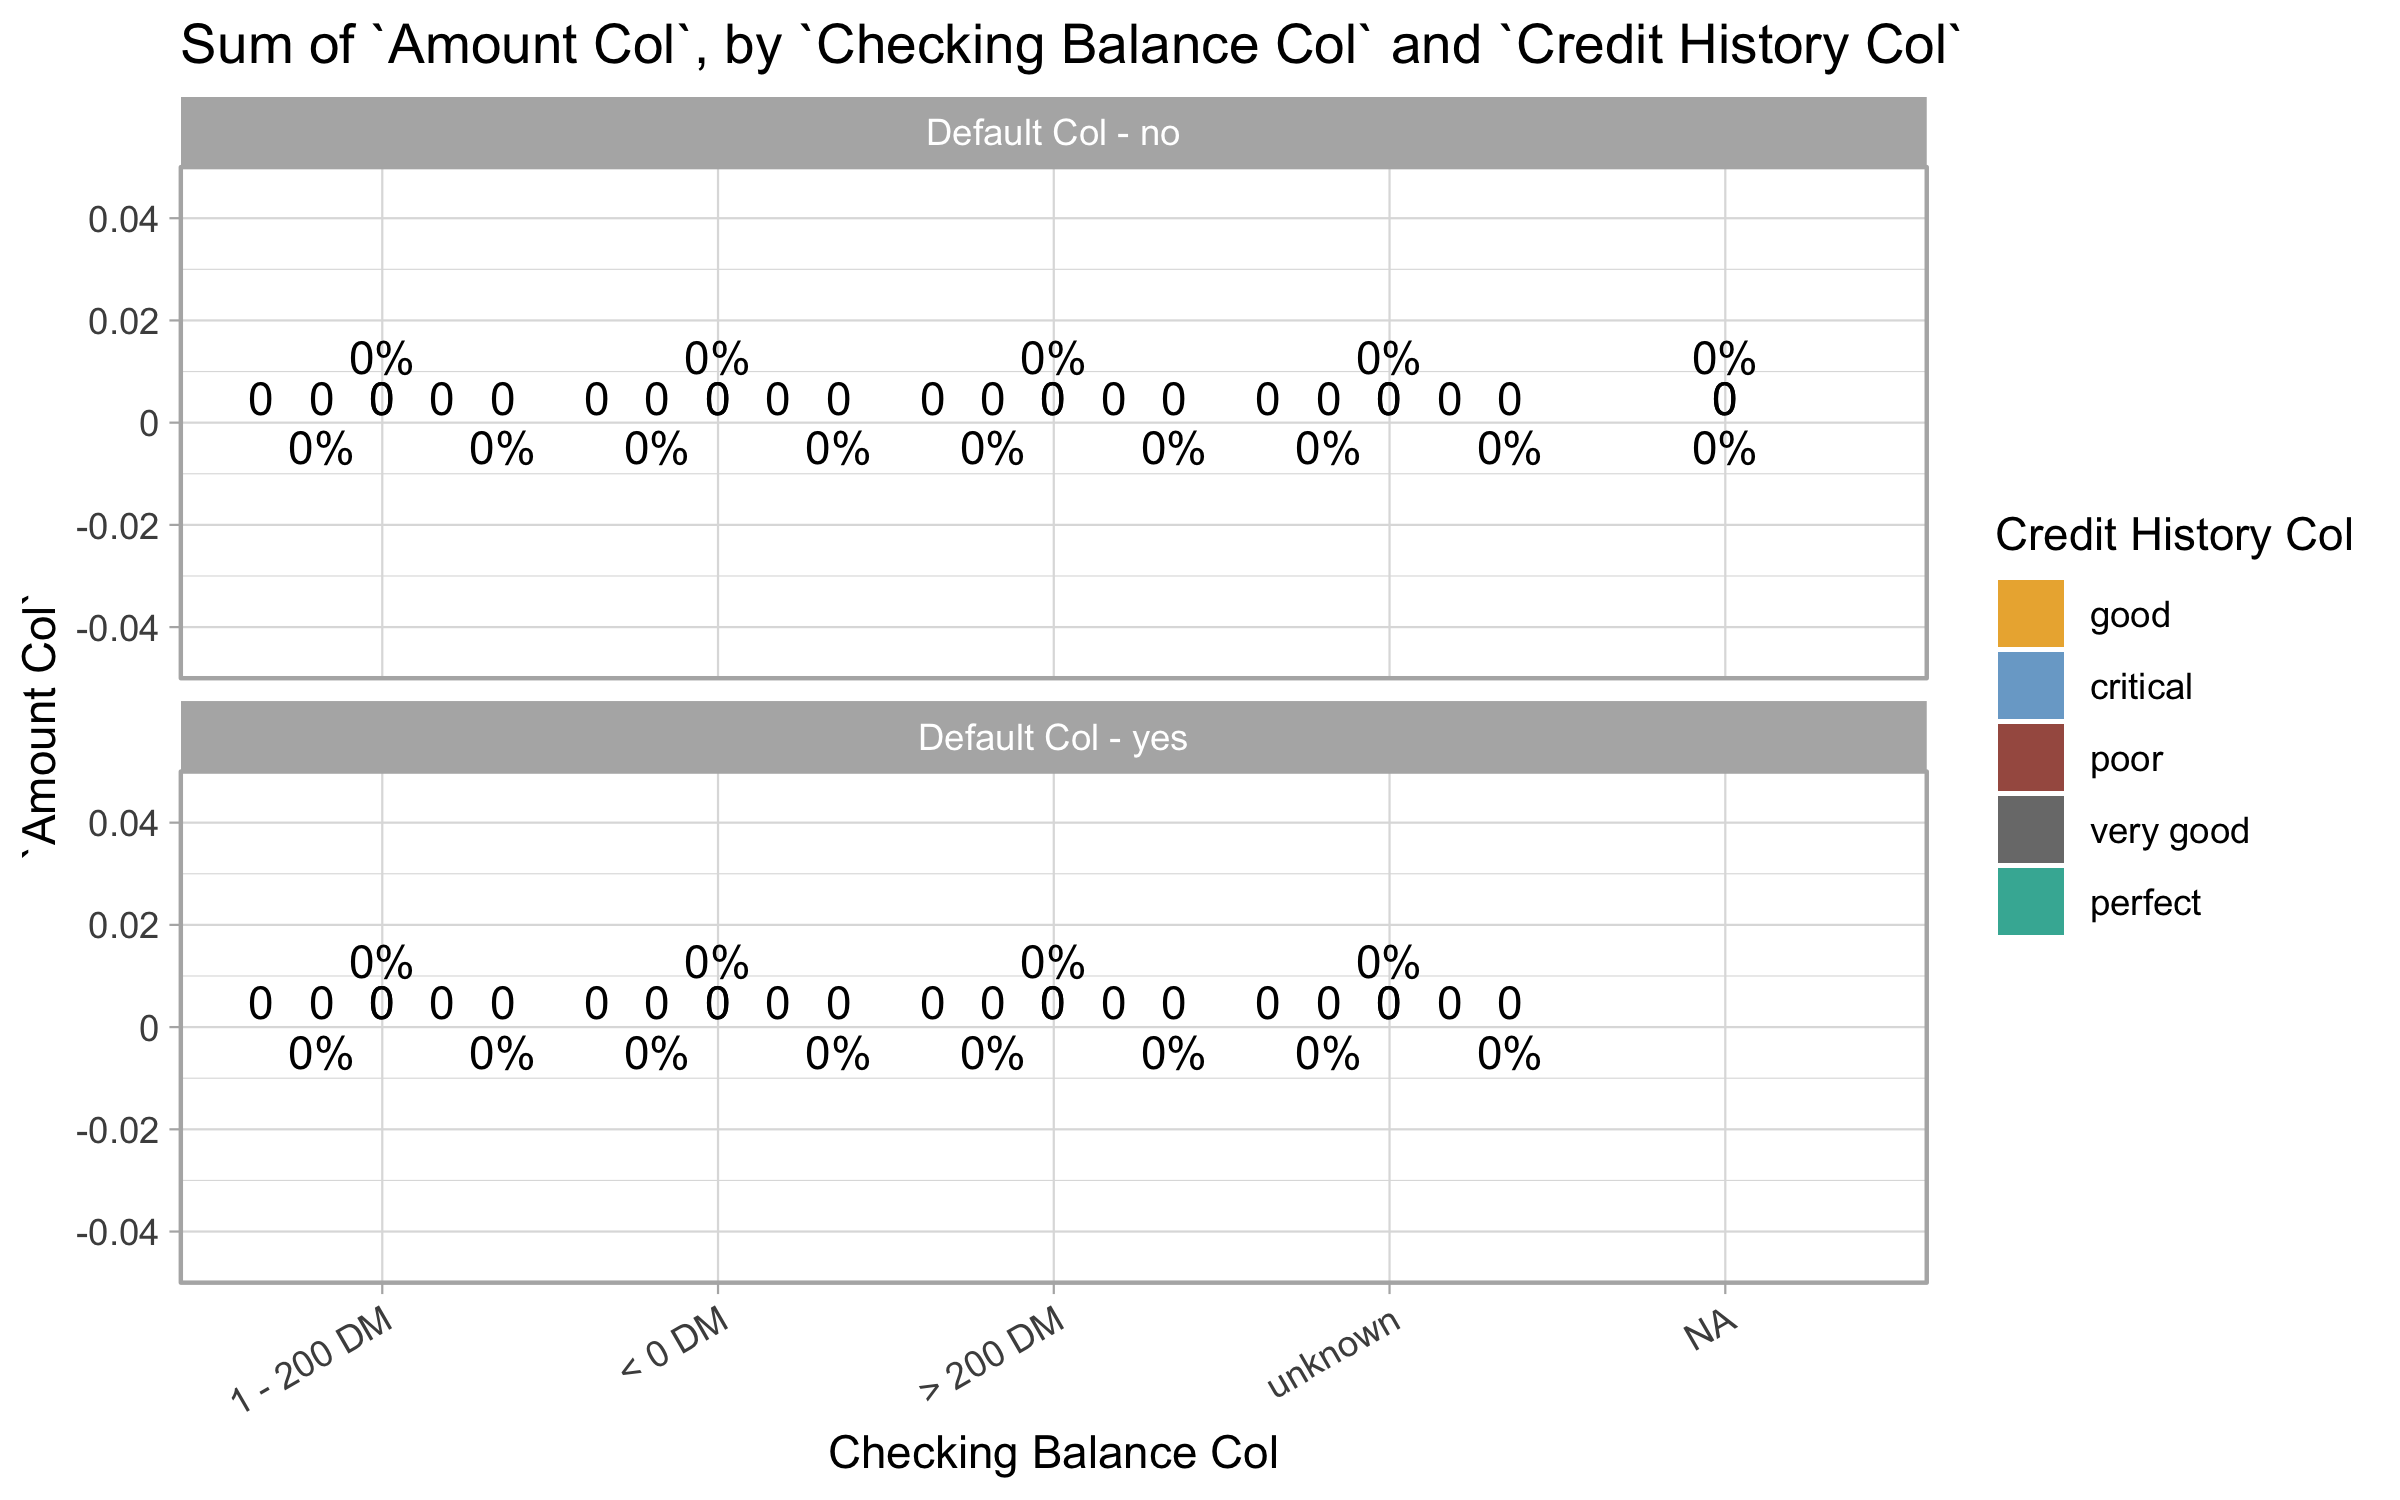 Sum of `Amount Col`, by `Checking Balance Col` and `Credit History Col`
Default Col - no
0.04
0.02
0% 0% 0% 0% 0%
0 0 0 0 0 0 0 0 0 0 0 0 0 0 0 0 0 0 0 0 0
0
0% 0% 0% 0% 0% 0% 0% 0% 0%
-0.02
-0.04
Default Col - yes
0.04
0.02
0% 0% 0% 0%
0 0 0 0 0 0 0 0 0 0 0 0 0 0 0 0 0 0 0 0
0
0% 0% 0% 0% 0% 0% 0% 0%
-0.02
-0.04
`Amount Col`
1 - 200 DM
< 0 DM
> 200 DM
unknown
NA
Checking Balance Col
Credit History Col
good
critical
poor
very good
perfect